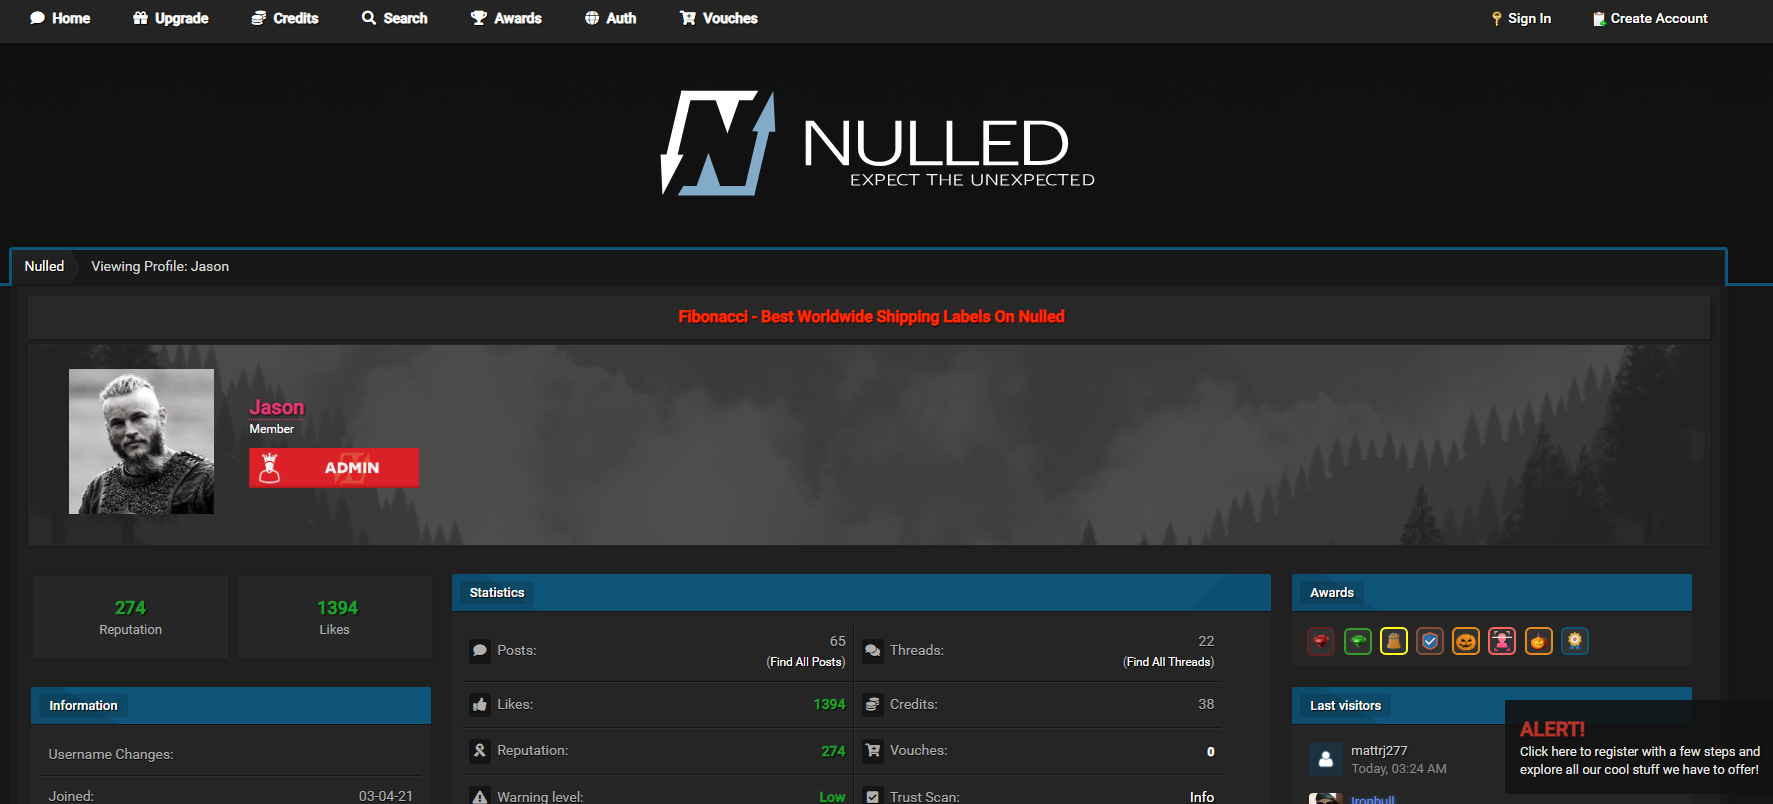 Home Upgrade Credits Search Awards Auth Vouches Sign In Create Account
NULLED
EXPECT THE UNEXPECTED
Nulled Viewing Profile: Jason
Fibonacci - Best Worldwide Shipping Labels On Nulled
Jason
Member
ADMIN
274
Reputation
1394
Likes
Information
Username Changes:
Joined: 03-04-21
Statistics
Posts: 65
(Find All Posts)
Threads: 22
(Find All Threads)
Likes: 1394
Credits: 38
Reputation: 274
Vouches: 0
Warning level: Low
Trust Scan: Info
Awards
Last visitors
mattrj277
Today, 03:24 AM
Ironbull
ALERT!
Click here to register with a few steps and
explore all our cool stuff we have to offer!